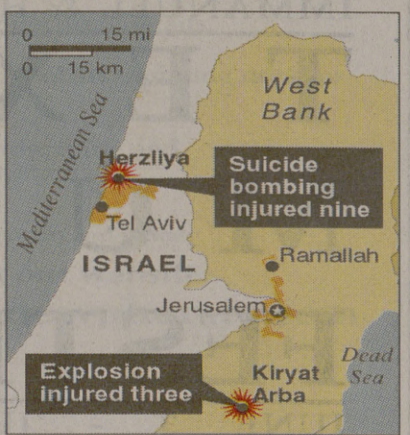 0 15 mi
0 15 km
West
Bank
Mediterranean Sea
Herzliya
Suicide
bombing
injured nine
Tel Aviv
ISRAEL
Ramallah
Jerusalem
Dead
Sea
Explosion
injured three
Kiryat
Arba